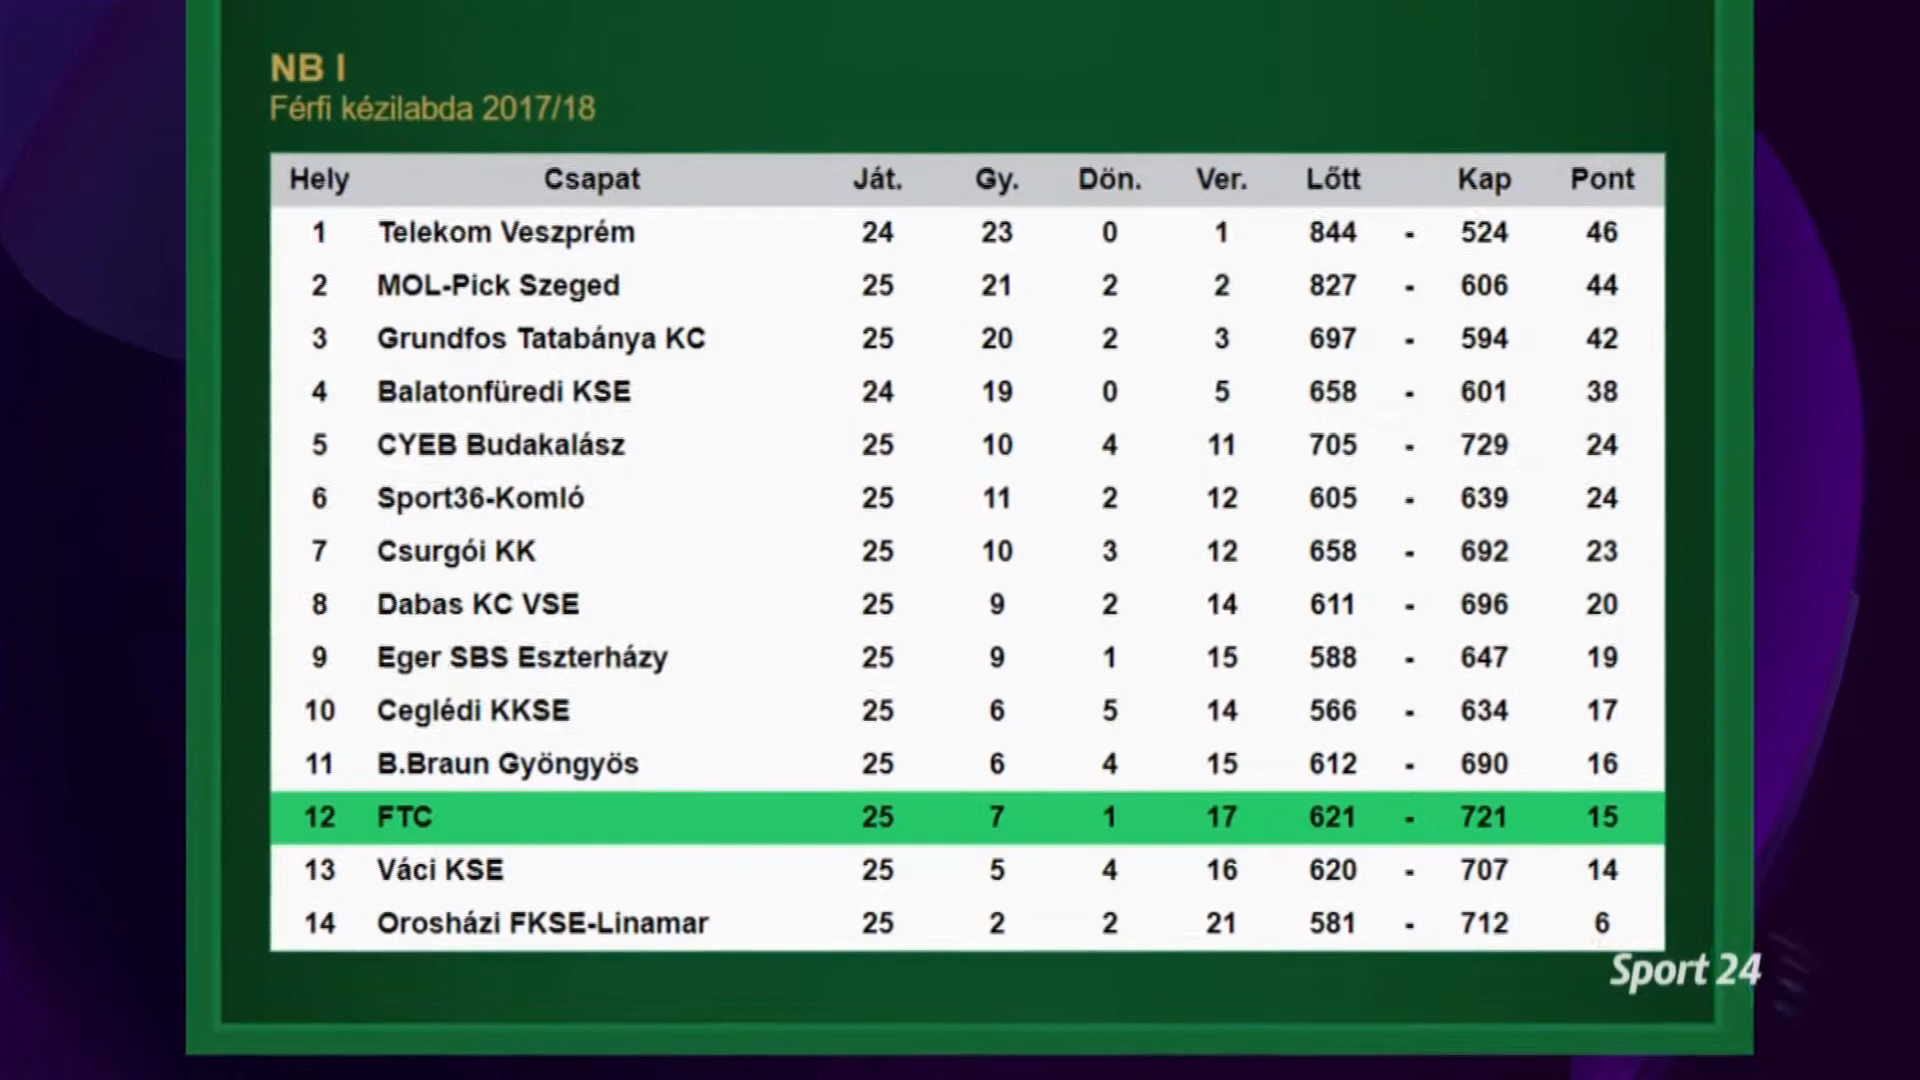 NB I
Férfi kézilabda 2017/18
Hely Csapat Ját. Gy. Dön. Ver. Lőtt Kap Pont
1 Telekom Veszprém 24 23 0 1 844 - 524 46
2 MOL-Pick Szeged 25 21 2 2 827 - 606 44
3 Grundfos Tatabánya KC 25 20 2 3 697 - 594 42
4 Balatonfüredi KSE 24 19 0 5 658 - 601 38
5 CYEB Budakalász 25 10 4 11 705 - 729 24
6 Sport36-Komló 25 11 2 12 605 - 639 24
7 Csurgói KK 25 10 3 12 658 - 692 23
8 Dabas KC VSE 25 9 2 14 611 - 696 20
9 Eger SBS Eszterházy 25 9 1 15 588 - 647 19
10 Ceglédi KKSE 25 6 5 14 566 - 634 17
11 B.Braun Gyöngyös 25 6 4 15 612 - 690 16
12 FTC 25 7 1 17 621 - 721 15
13 Váci KSE 25 5 4 16 620 - 707 14
14 Orosházi FKSE-Linamar 25 2 2 21 581 - 712 6
Sport 24